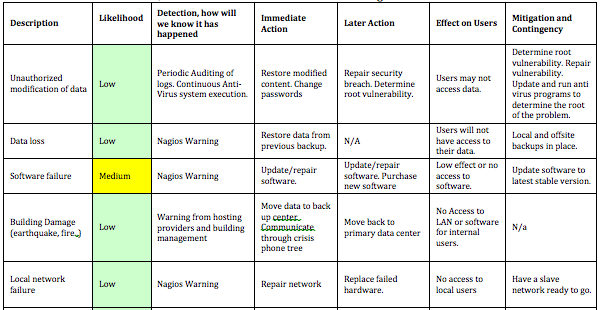 Description
Likelihood
Detection, how will
we know it has
happened
Immediate
Action
Later Action
Effect on Users
Mitigation and
Contingency
Unauthorized
modification of data
Low
Periodic Auditing of
logs. Continuous Anti-
Virus system execution.
Restore modified
content. Change
passwords
Repair security
breach. Determine
root vulnerability.
Users may not
access data.
Determine root
vulnerability. Repair
vulnerability.
Update and run anti
virus programs to
determine the root
of the problem.
Data loss
Low
Nagios Warning
Restore data from
previous backup.
N/A
Users will not
have access to
their data.
Local and offsite
backups in place.
Software failure
Medium
Nagios Warning
Update/repair
software.
Update/repair
software. Purchase
new software
Low effect or no
access to
software.
Update software to
latest stable version.
Building Damage
(earthquake, fire..)
Low
Warning from hosting
providers and building
management
Move data to back
up center.
Communicate
through crisis
phone tree
Move back to
primary data center
No Access to
LAN or software
for internal
users.
N/a
Local network
failure
Low
Nagios Warning
Repair network
Replace failed
hardware.
No access to
local users
Have a slave
network ready to go.